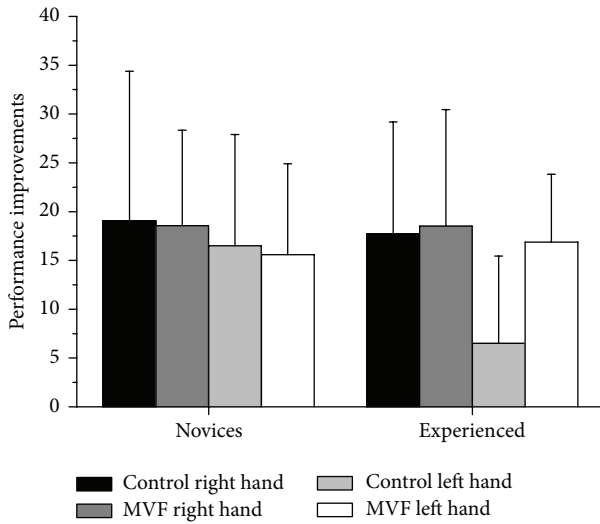 40
35
30
25
20
15
10
5
0
Performance improvements
Novices
Experienced
Control right hand
Control left hand
MVF right hand
MVF left hand